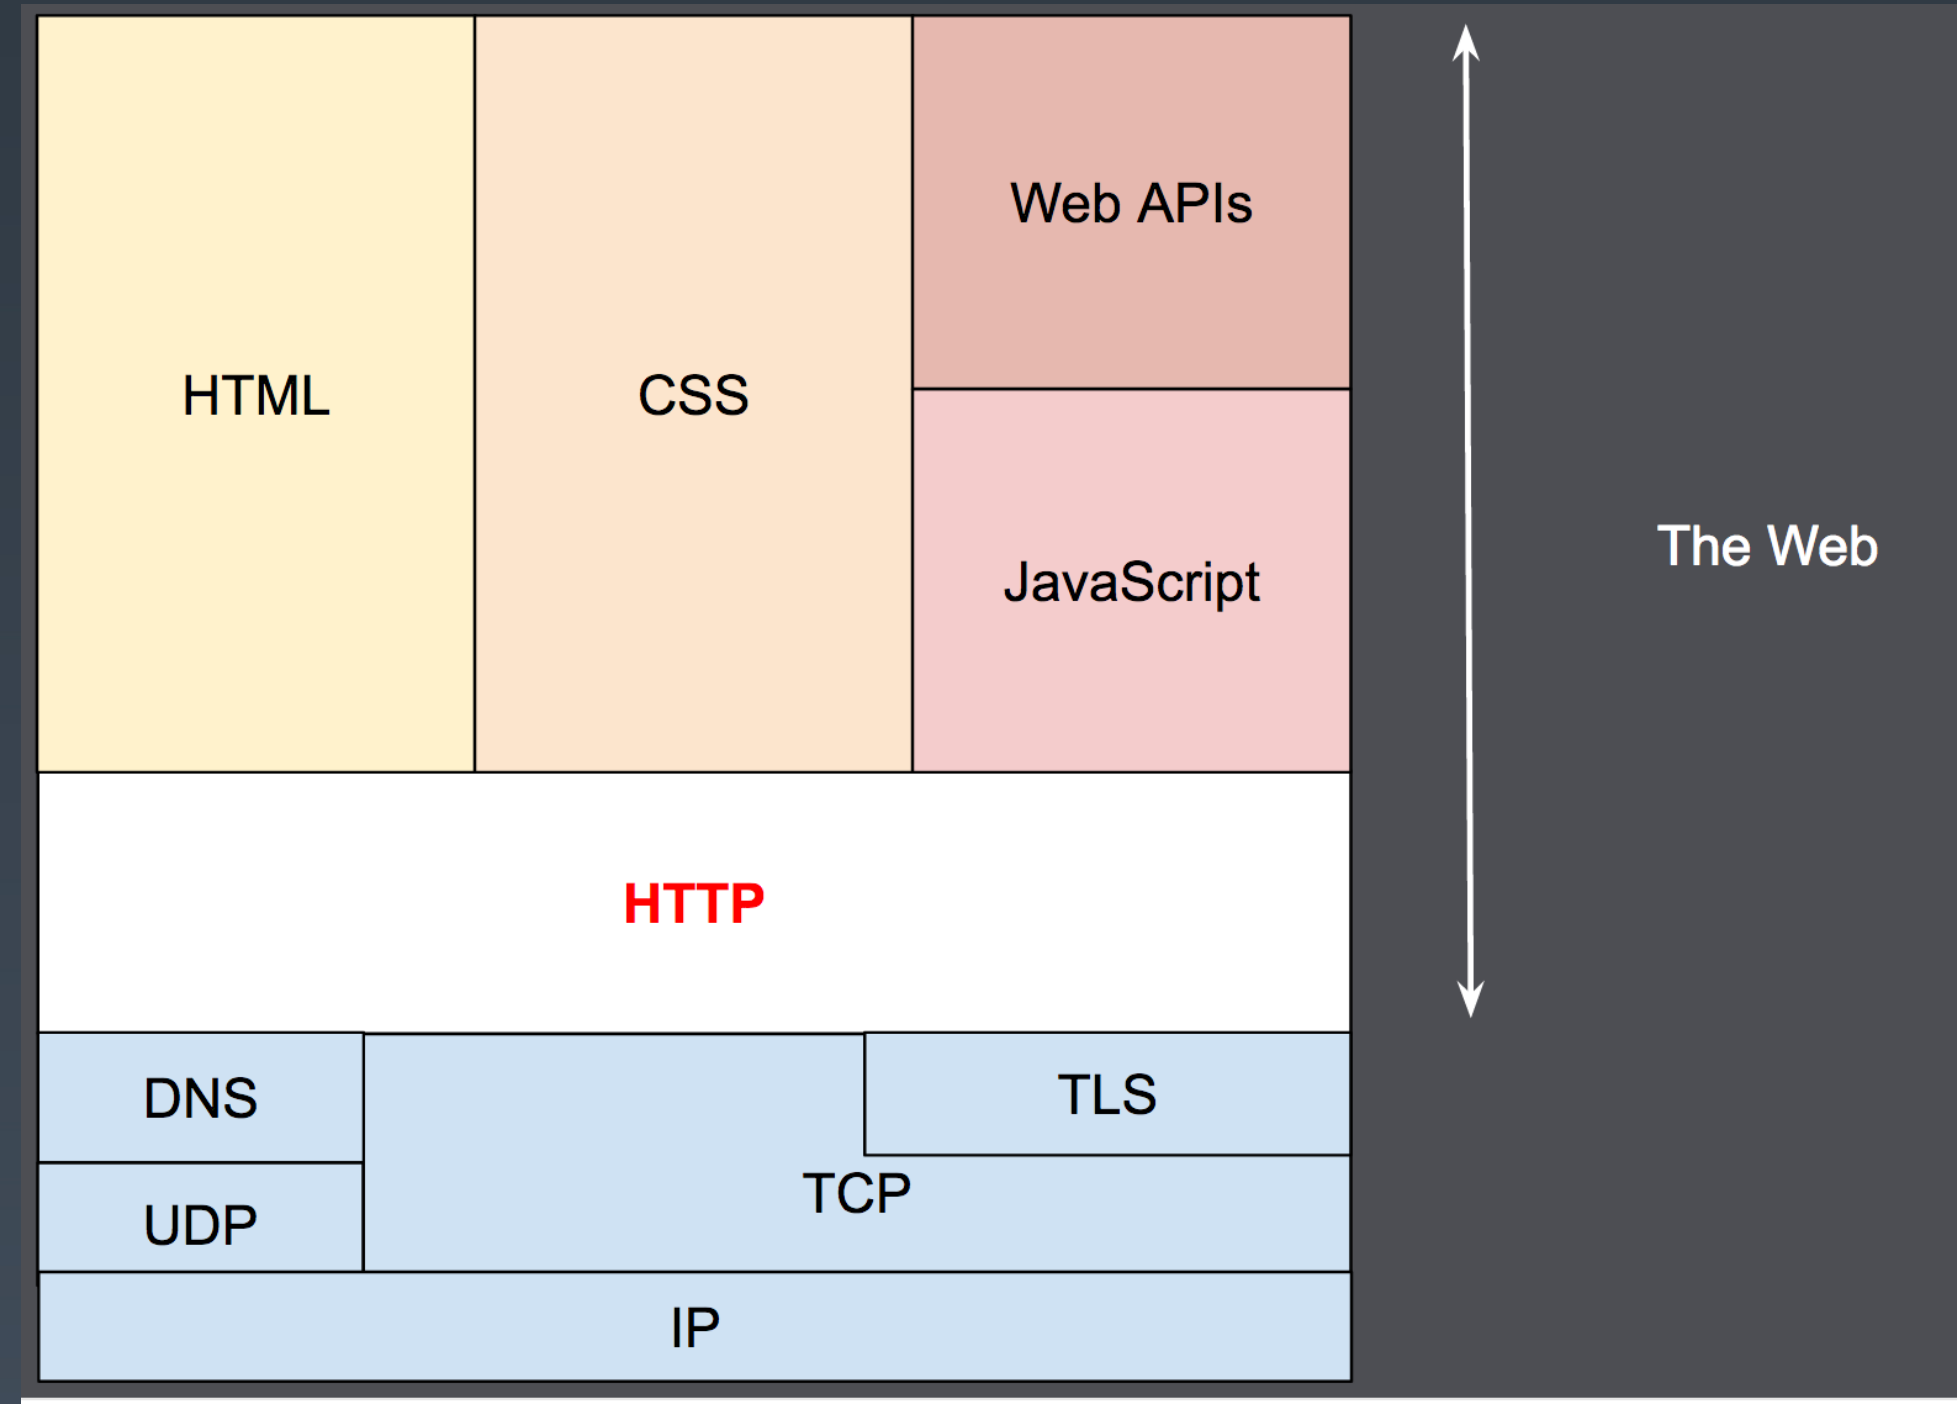 Web APIs
HTML
CSS
JavaScript
The Web
HTTP
DNS
TLS
TCP
UDP
IP